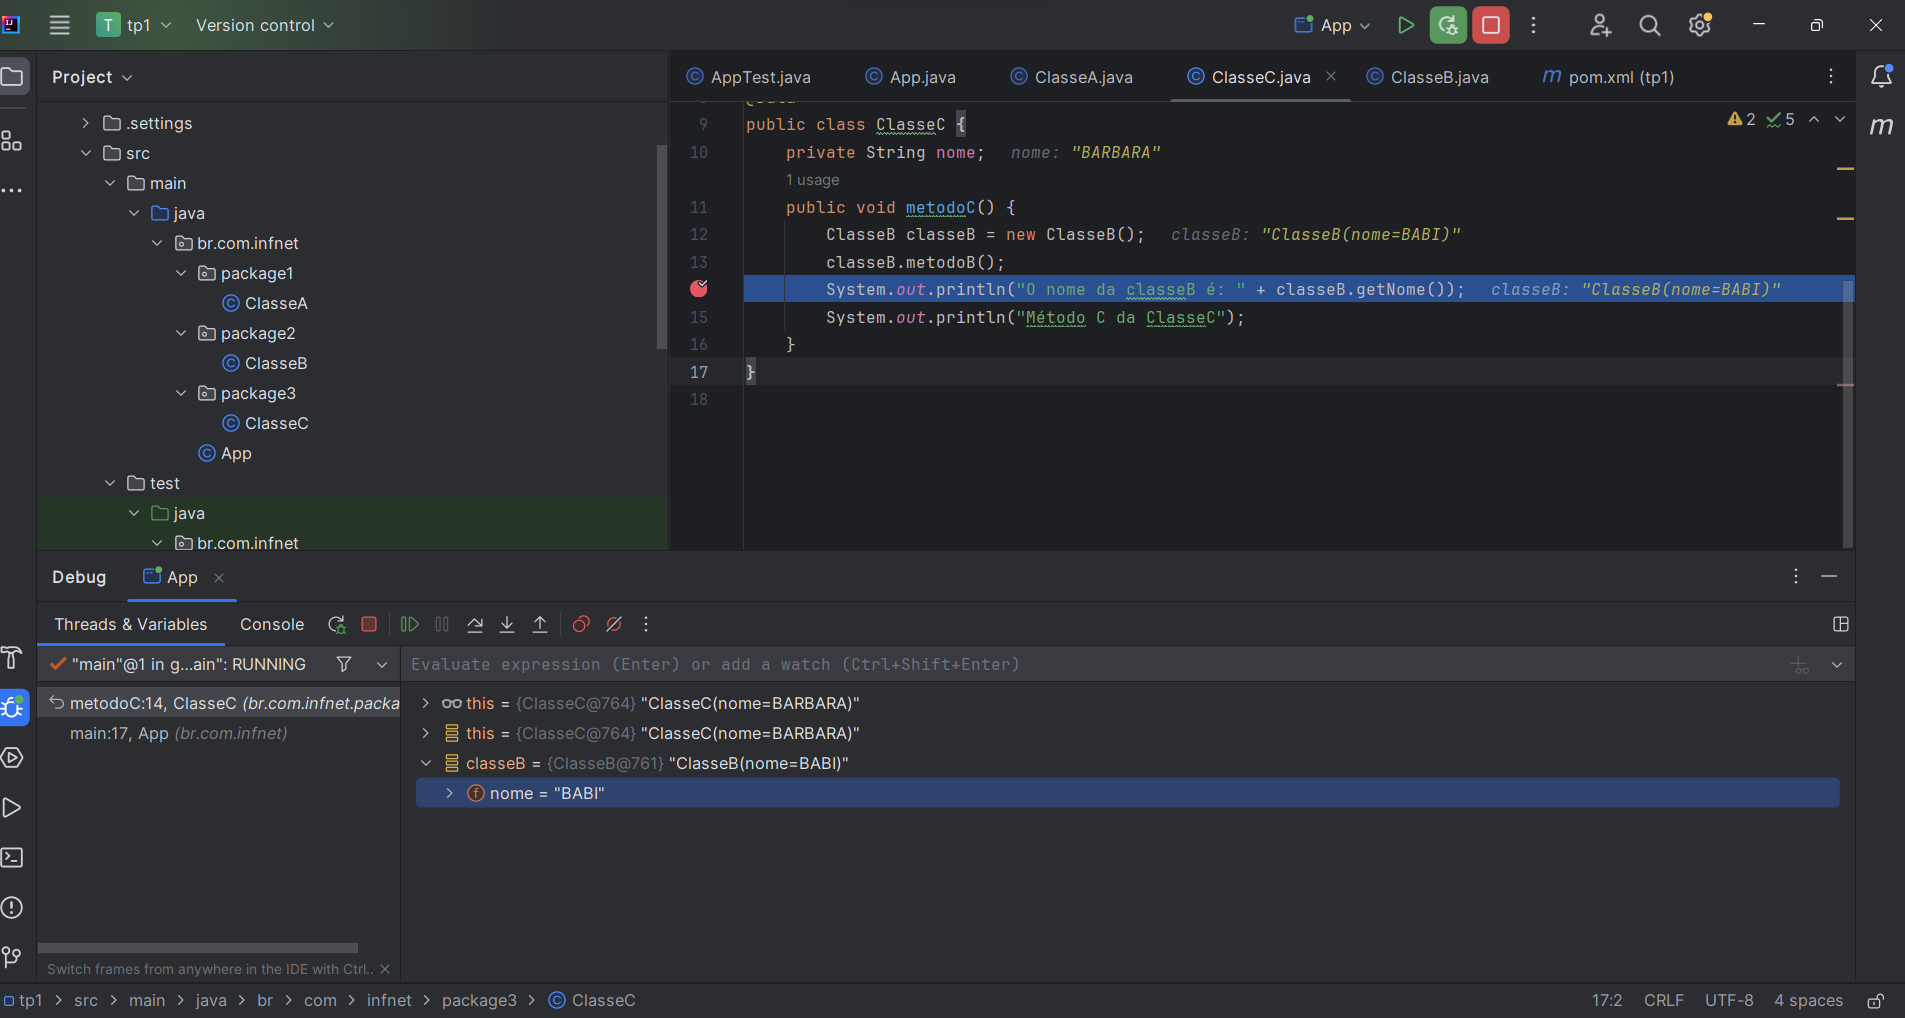 T tp1 Version control App
Project
.settings
src
main
java
br.com.infnet
package1
ClasseA
package2
ClasseB
package3
ClasseC
App
test
java
br.com.infnet
AppTest.java App.java ClasseA.java ClasseC.java ClasseB.java m pom.xml (tp1)
2 5
9 public class ClasseC {
10 private String nome; nome: "BARBARA"
1 usage
11 public void metodoC() {
12 ClasseB classeB = new ClasseB(); classeB: "ClasseB(nome=BABI)"
13 classeB.metodoB();
System.out.println("O nome da classeB é: " + classeB.getNome()); classeB: "ClasseB(nome=BABI)"
15 System.out.println("Método C da ClasseC");
16 }
17 }
18
m
Debug App
Threads & Variables Console
"main"@1 in g...ain": RUNNING
metodoC:14, ClasseC (br.com.infnet.packa
main:17, App (br.com.infnet)
Switch frames from anywhere in the IDE with Ctrl..
Evaluate expression (Enter) or add a watch (Ctrl+Shift+Enter)
this = {ClasseC@764} "ClasseC(nome=BARBARA)"
this = {ClasseC@764} "ClasseC(nome=BARBARA)"
classeB = {ClasseB@761} "ClasseB(nome=BABI)"
nome = "BABI"
tp1 > src > main > java > br > com > infnet > package3 > ClasseC
17:2 CRLF UTF-8 4 spaces